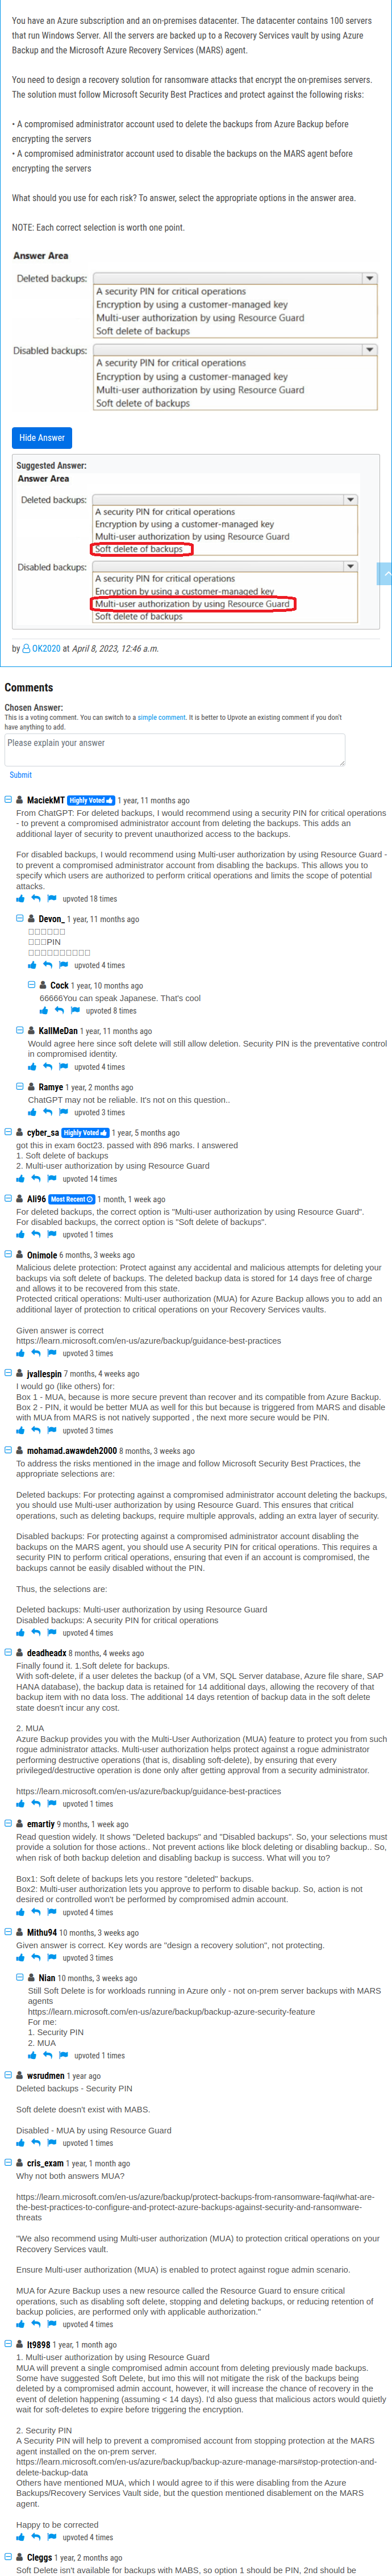 You have an Azure subscription and an on-premises datacenter. The datacenter contains 100 servers
that run Windows Server. All the servers are backed up to a Recovery Services vault by using Azure
Backup and the Microsoft Azure Recovery Services (MARS) agent.
You need to design a recovery solution for ransomware attacks that encrypt the on-premises servers.
The solution must follow Microsoft Security Best Practices and protect against the following risks:
• A compromised administrator account used to delete the backups from Azure Backup before
encrypting the servers
• A compromised administrator account used to disable the backups on the MARS agent before
encrypting the servers
What should you use for each risk? To answer, select the appropriate options in the answer area.
NOTE: Each correct selection is worth one point.
Answer Area
Deleted backups:
A security PIN for critical operations
Encryption by using a customer-managed key
Multi-user authorization by using Resource Guard
Soft delete of backups
Disabled backups:
A security PIN for critical operations
Encryption by using a customer-managed key
Multi-user authorization by using Resource Guard
Soft delete of backups
Hide Answer
Suggested Answer:
Answer Area
Deleted backups:
A security PIN for critical operations
Encryption by using a customer-managed key
Multi-user authorization by using Resource Guard
Soft delete of backups
Disabled backups:
A security PIN for critical operations
Encryption by using a customer-managed key
Multi-user authorization by using Resource Guard
Soft delete of backups
by OK2020 at April 8, 2023, 12:46 a.m.
Comments
Chosen Answer:
This is a voting comment. You can switch to a simple comment. It is better to Upvote an existing comment if you don't
have anything to add.
Please explain your answer
Submit
MaciekMT Highly Voted 1 year, 11 months ago
From ChatGPT: For deleted backups, I would recommend using a security PIN for critical operations
- to prevent a compromised administrator account from deleting the backups. This adds an
additional layer of security to prevent unauthorized access to the backups.
For disabled backups, I would recommend using Multi-user authorization by using Resource Guard -
to prevent a compromised administrator account from disabling the backups. This allows you to
specify which users are authorized to perform critical operations and limits the scope of potential
attacks.
upvoted 18 times
Devon_ 1 year, 11 months ago
□□□□□□
□□□PIN
□□□□□□□□□□□
upvoted 4 times
Cock 1 year, 10 months ago
66666You can speak Japanese. That's cool
upvoted 8 times
KallMeDan 1 year, 11 months ago
Would agree here since soft delete will still allow deletion. Security PIN is the preventative control
in compromised identity.
upvoted 4 times
Ramye 1 year, 2 months ago
ChatGPT may not be reliable. It's not on this question..
upvoted 3 times
cyber_sa Highly Voted 1 year, 5 months ago
got this in exam 6oct23. passed with 896 marks. I answered
1. Soft delete of backups
2. Multi-user authorization by using Resource Guard
upvoted 14 times
Ali96 Most Recent 1 month, 1 week ago
For deleted backups, the correct option is "Multi-user authorization by using Resource Guard".
For disabled backups, the correct option is "Soft delete of backups".
upvoted 1 times
Onimole 6 months, 3 weeks ago
Malicious delete protection: Protect against any accidental and malicious attempts for deleting your
backups via soft delete of backups. The deleted backup data is stored for 14 days free of charge
and allows it to be recovered from this state.
Protected critical operations: Multi-user authorization (MUA) for Azure Backup allows you to add an
additional layer of protection to critical operations on your Recovery Services vaults.
Given answer is correct
https://learn.microsoft.com/en-us/azure/backup/guidance-best-practices
upvoted 3 times
jvallespin 7 months, 4 weeks ago
I would go (like others) for:
Box 1 - MUA, because is more secure prevent than recover and its compatible from Azure Backup.
Box 2 - PIN, it would be better MUA as well for this but because is triggered from MARS and disable
with MUA from MARS is not natively supported , the next more secure would be PIN.
upvoted 3 times
mohamad.awawdeh2000 8 months, 3 weeks ago
To address the risks mentioned in the image and follow Microsoft Security Best Practices, the
appropriate selections are:
Deleted backups: For protecting against a compromised administrator account deleting the backups,
you should use Multi-user authorization by using Resource Guard. This ensures that critical
operations, such as deleting backups, require multiple approvals, adding an extra layer of security.
Disabled backups: For protecting against a compromised administrator account disabling the
backups on the MARS agent, you should use A security PIN for critical operations. This requires a
security PIN to perform critical operations, ensuring that even if an account is compromised, the
backups cannot be easily disabled without the PIN.
Thus, the selections are:
Deleted backups: Multi-user authorization by using Resource Guard
Disabled backups: A security PIN for critical operations
upvoted 4 times
deadheadx 8 months, 4 weeks ago
Finally found it. 1.Soft delete for backups.
With soft-delete, if a user deletes the backup (of a VM, SQL Server database, Azure file share, SAP
HANA database), the backup data is retained for 14 additional days, allowing the recovery of that
backup item with no data loss. The additional 14 days retention of backup data in the soft delete
state doesn't incur any cost.
2. MUA
Azure Backup provides you with the Multi-User Authorization (MUA) feature to protect you from such
rogue administrator attacks. Multi-user authorization helps protect against a rogue administrator
performing destructive operations (that is, disabling soft-delete), by ensuring that every
privileged/destructive operation is done only after getting approval from a security administrator.
https://learn.microsoft.com/en-us/azure/backup/guidance-best-practices
upvoted 1 times
emartiy 9 months, 1 week ago
Read question widely. It shows "Deleted backups" and "Disabled backups". So, your selections must
provide a solution for those actions.. Not prevent actions like block deleting or disabling backup.. So,
when risk of both backup deletion and disabling backup is success. What will you to?
Box1: Soft delete of backups lets you restore "deleted" backups.
Box2: Multi-user authorization lets you approve to perform to disable backup. So, action is not
desired or controlled won't be performed by compromised admin account.
upvoted 4 times
Mithu94 10 months, 3 weeks ago
Given answer is correct. Key words are "design a recovery solution", not protecting.
upvoted 3 times
Nian 10 months, 3 weeks ago
Still Soft Delete is for workloads running in Azure only - not on-prem server backups with MARS
agents
https://learn.microsoft.com/en-us/azure/backup/backup-azure-security-feature
For me:
1. Security PIN
2. MUA
upvoted 1 times
wsrudmen 1 year ago
Deleted backups - Security PIN
Soft delete doesn't exist with MABS.
Disabled - MUA by using Resource Guard
upvoted 1 times
cris_exam 1 year, 1 month ago
Why not both answers MUA?
https://learn.microsoft.com/en-us/azure/backup/protect-backups-from-ransomware-faq#what-are-
the-best-practices-to-configure-and-protect-azure-backups-against-security-and-ransomware-
threats
"We also recommend using Multi-user authorization (MUA) to protection critical operations on your
Recovery Services vault.
Ensure Multi-user authorization (MUA) is enabled to protect against rogue admin scenario.
MUA for Azure Backup uses a new resource called the Resource Guard to ensure critical
operations, such as disabling soft delete, stopping and deleting backups, or reducing retention of
backup policies, are performed only with applicable authorization."
upvoted 4 times
lt9898 1 year, 1 month ago
1. Multi-user authorization by using Resource Guard
MUA will prevent a single compromised admin account from deleting previously made backups.
Some have suggested Soft Delete, but imo this will not mitigate the risk of the backups being
deleted by a compromised admin account, however, it will increase the chance of recovery in the
event of deletion happening (assuming < 14 days). I'd also guess that malicious actors would quietly
wait for soft-deletes to expire before triggering the encryption.
2. Security PIN
A Security PIN will help to prevent a compromised account from stopping protection at the MARS
agent installed on the on-prem server.
https://learn.microsoft.com/en-us/azure/backup/backup-azure-manage-mars#stop-protection-and-
delete-backup-data
Others have mentioned MUA, which I would agree to if this were disabling from the Azure
Backups/Recovery Services Vault side, but the question mentioned disablement on the MARS
agent.
Happy to be corrected
upvoted 4 times
Cleggs 1 year, 2 months ago
Soft Delete isn't available for backups with MABS, so option 1 should be PIN, 2nd should be